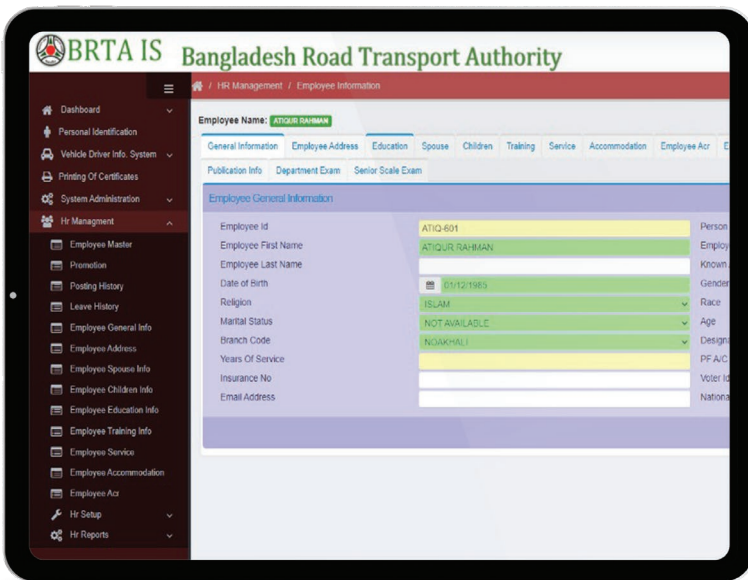 BRTA IS
Bangladesh Road Transport Authority
/ HR Management / Employee Information
Dashboard
Personal Identification
Vehicle Driver Info. System
Printing Of Certificates
System Administration
Hr Managment
Employee Master
Promotion
Posting History
Leave History
Employee General Info
Employee Address
Employee Spouse Info
Employee Children Info
Employee Education Info
Employee Training Info
Employee Service
Employee Accommodation
Employee Acr
Hr Setup
Hr Reports
Employee Name: ATIQUR RAHMAN
General Information Employee Address Education Spouse Children Training Service Accommodation Employee Acr E
Publication Info Department Exam Senior Scale Exam
Employee General Information
Employee Id ATIQ-601 Person
Employee First Name ATIQUR RAHMAN Employ
Employee Last Name Known
Date of Birth 01/12/1985 Gender
Religion ISLAM Race
Marital Status NOT AVAILABLE Age
Branch Code NOAKHALI Designa
Years Of Service PF A/C
Insurance No Voter Id
Email Address Nationa